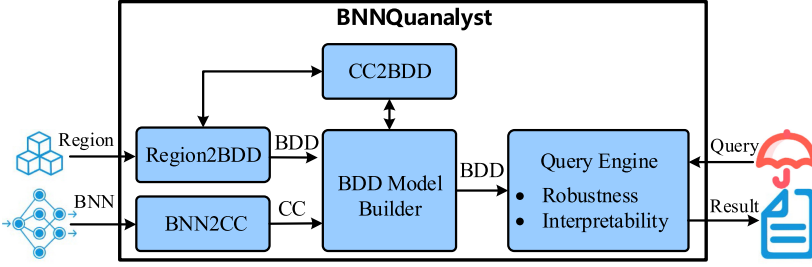 BNNQuanalyst
CC2BDD
Region
Region2BDD
BDD
BDD Model
Builder
BDD
Query Engine
• Robustness
• Interpretability
Query
BNN
BNN2CC
CC
Result